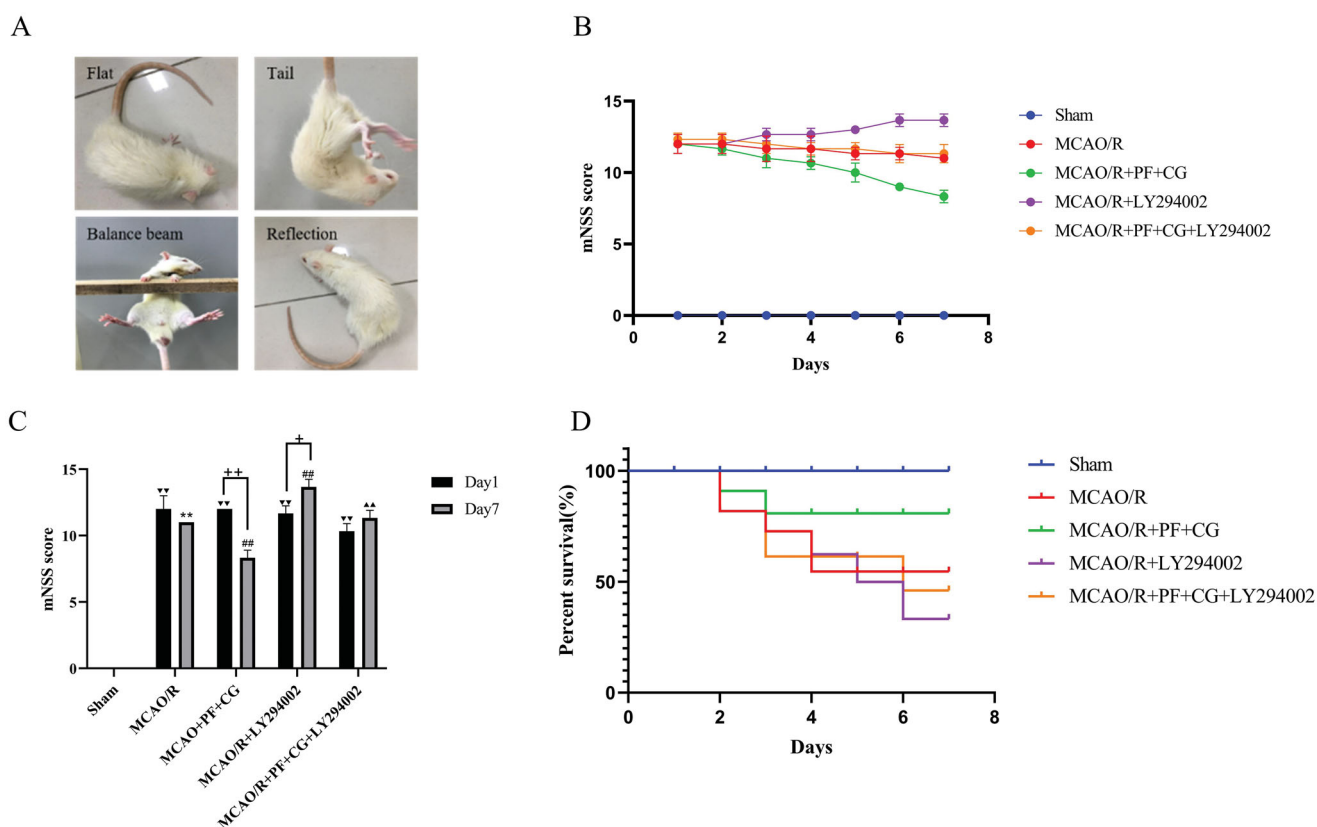 A
Flat
Tail
Balance beam
Reflection
B
15
10
5
0
mNSS score
0
2
4
6
8
Days
Sham
MCAO/R
MCAO/R+PF+CG
MCAO/R+LY294002
MCAO/R+PF+CG+LY294002
C
15
10
5
0
mNSS score
▾▾
**
▾▾
++
##
▾▾
+
##
▾▾
▴▴
Sham
MCAO/R
MCAO+PF+CG
MCAO/R+LY294002
MCAO/R+PF+CG+LY294002
Day1
Day7
D
100
50
0
Percent survival(%)
0
2
4
6
8
Days
Sham
MCAO/R
MCAO/R+PF+CG
MCAO/R+LY294002
MCAO/R+PF+CG+LY294002